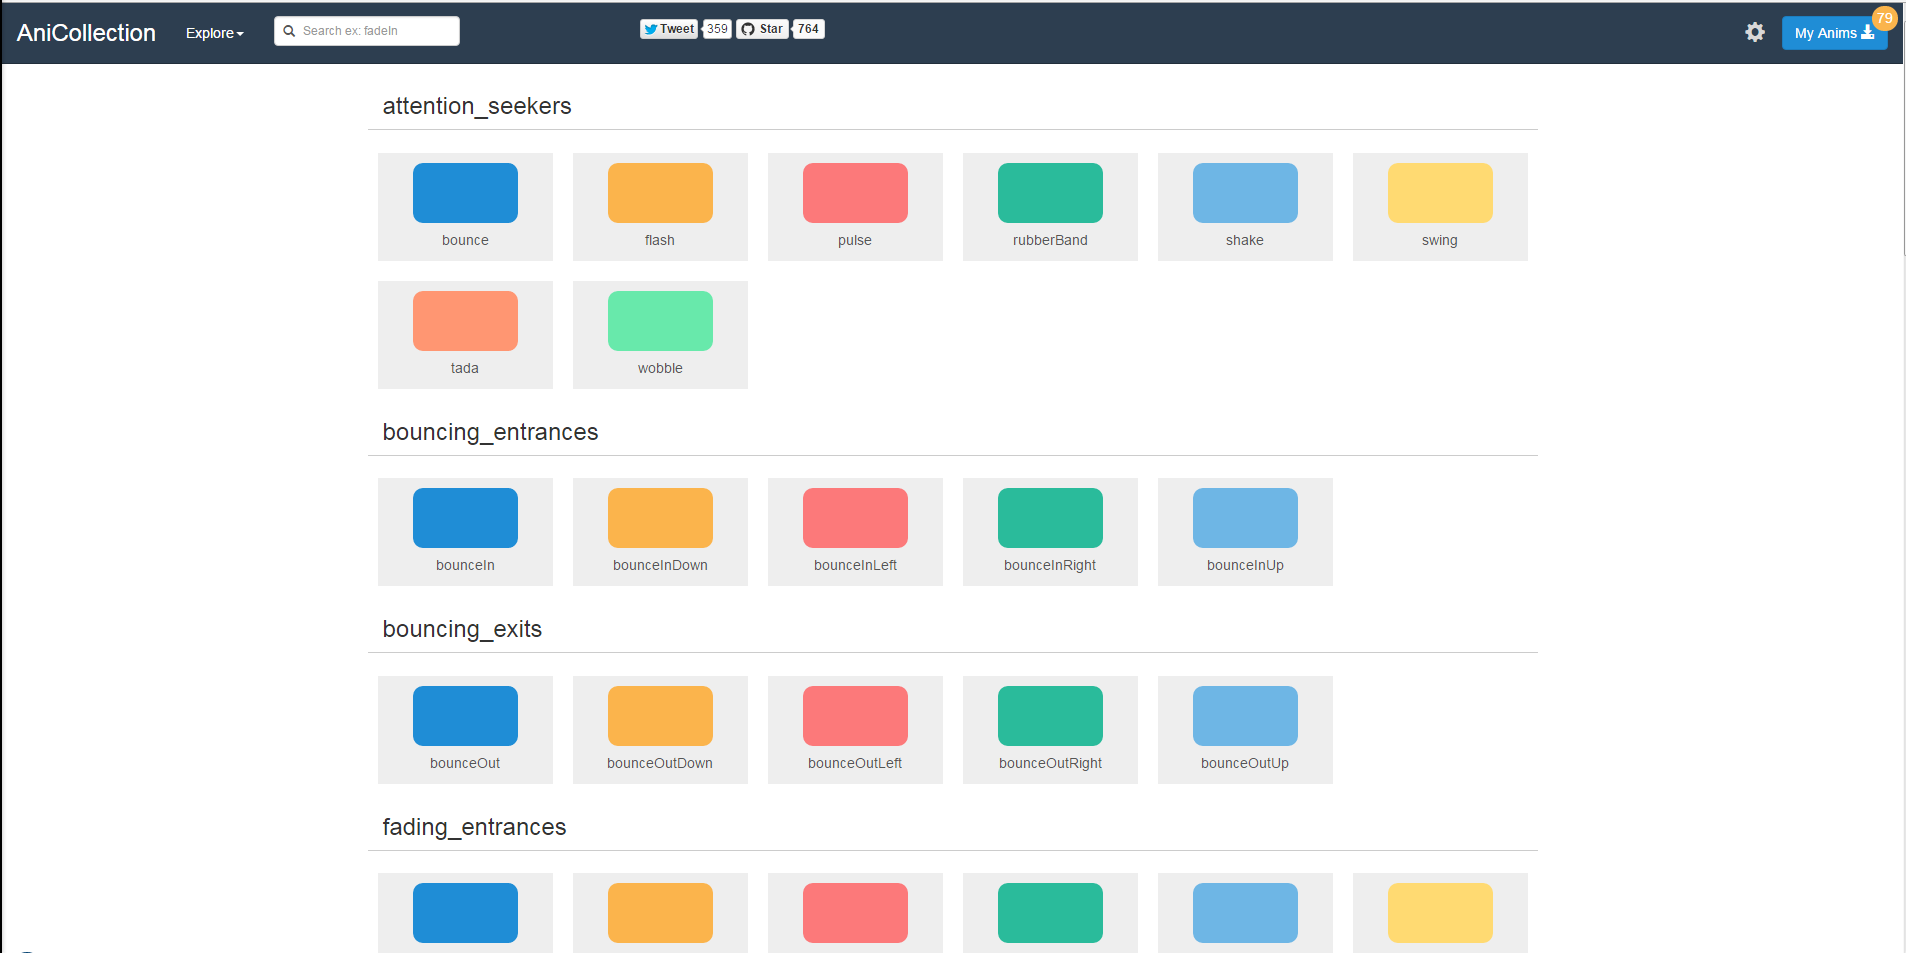 AniCollection Explore Search ex: fadeIn Tweet 359 Star 764 My Anims 79
attention_seekers
bounce flash pulse rubberBand shake swing
tada wobble
bouncing_entrances
bounceIn bounceInDown bounceInLeft bounceInRight bounceInUp
bouncing_exits
bounceOut bounceOutDown bounceOutLeft bounceOutRight bounceOutUp
fading_entrances